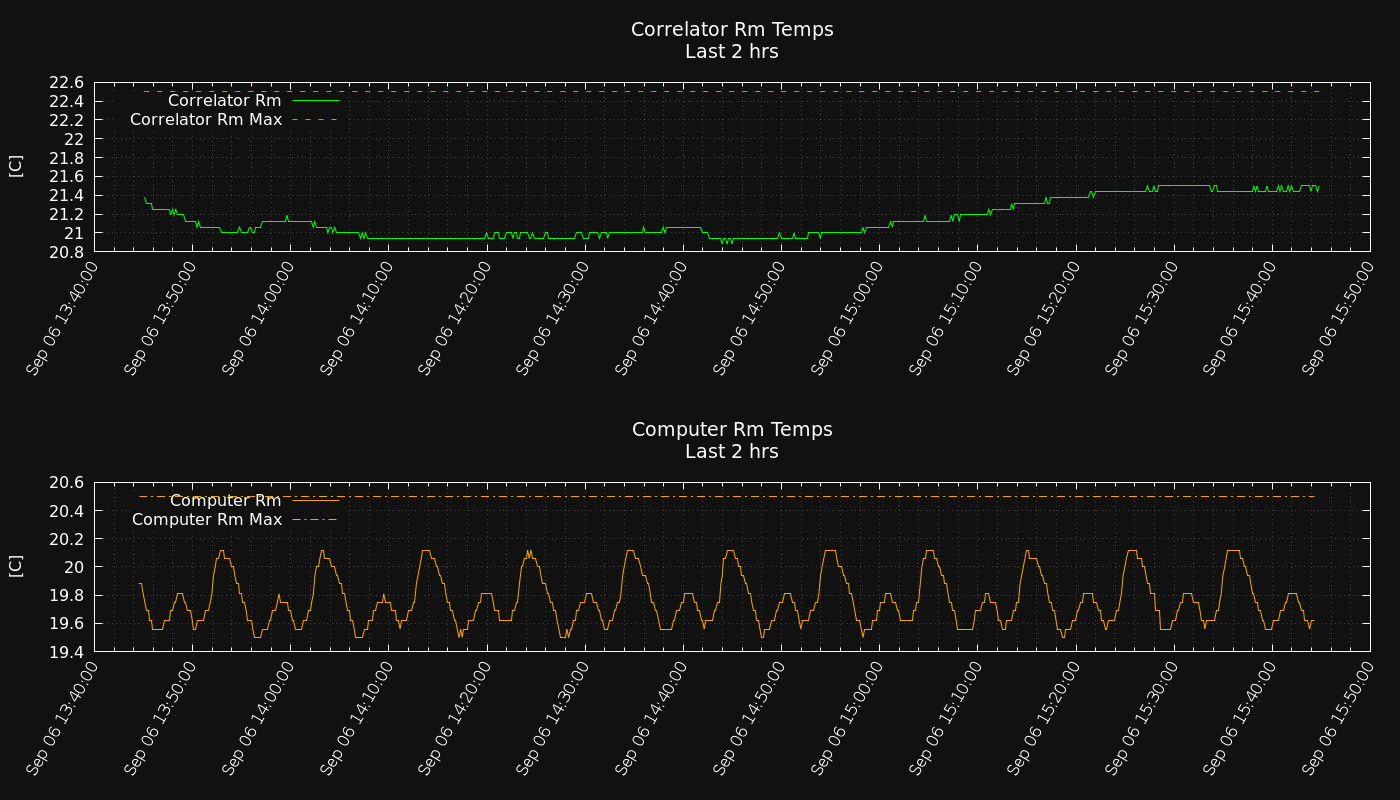 Correlator Rm Temps
Last 2 hrs
22.6
22.4
22.2
22
21.8
21.6
21.4
21.2
21
20.8
[C]
Correlator Rm
Correlator Rm Max
Sep 06 13:40:00
Sep 06 13:50:00
Sep 06 14:00:00
Sep 06 14:10:00
Sep 06 14:20:00
Sep 06 14:30:00
Sep 06 14:40:00
Sep 06 14:50:00
Sep 06 15:00:00
Sep 06 15:10:00
Sep 06 15:20:00
Sep 06 15:30:00
Sep 06 15:40:00
Sep 06 15:50:00
Computer Rm Temps
Last 2 hrs
20.6
20.4
20.2
20
19.8
19.6
19.4
[C]
Computer Rm
Computer Rm Max
Sep 06 13:40:00
Sep 06 13:50:00
Sep 06 14:00:00
Sep 06 14:10:00
Sep 06 14:20:00
Sep 06 14:30:00
Sep 06 14:40:00
Sep 06 14:50:00
Sep 06 15:00:00
Sep 06 15:10:00
Sep 06 15:20:00
Sep 06 15:30:00
Sep 06 15:40:00
Sep 06 15:50:00